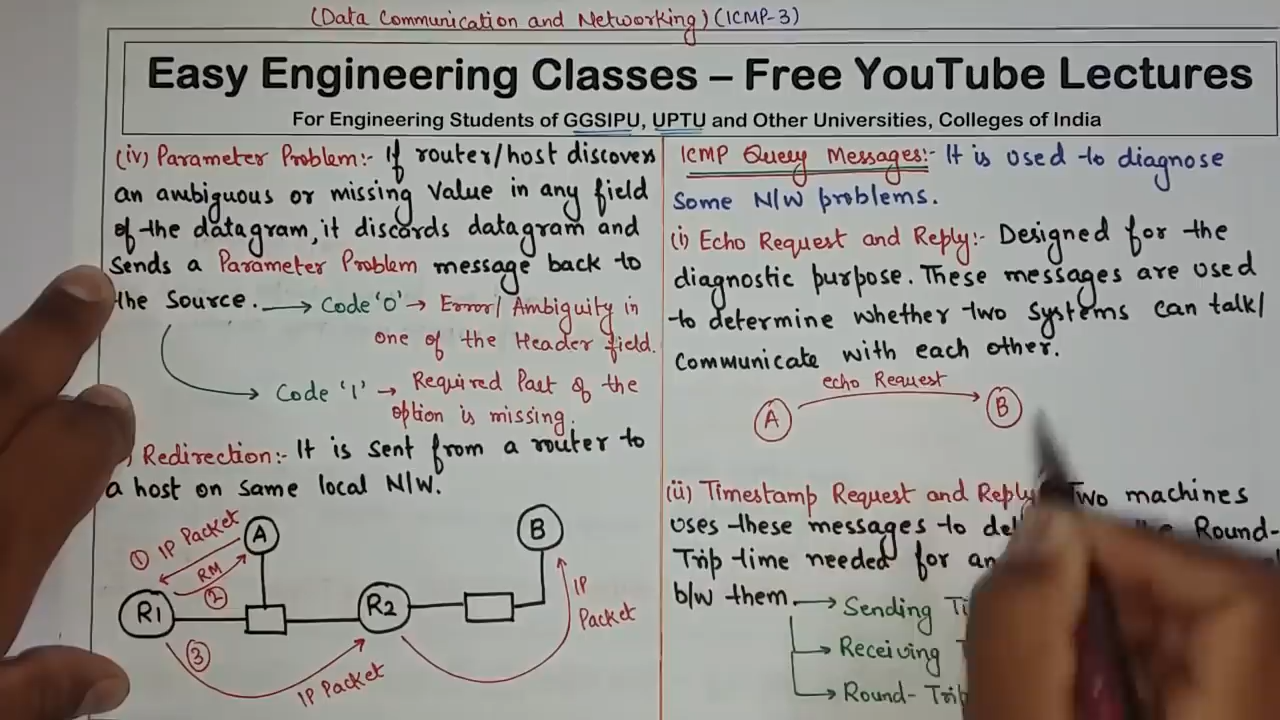 (Data Communication and Networking) (ICMP-3)
Easy Engineering Classes – Free YouTube Lectures
For Engineering Students of GGSIPU, UPTU and Other Universities, Colleges of India
(iv) Parameter Problem:- If router/host discovers
an ambiguous or missing value in any field
of the datagram, it discards datagram and
sends a Parameter Problem message back to
the source. → Code '0' → Error/Ambiguity in
one of the Header field.
→ Code '1' → Required Part of the
option is missing.
) Redirection:- It is sent from a router to
a host on same local N/W.
① IP Packet
A
RM
②
R1
③
IP Packet
R2
B
IP
Packet
ICMP Query Messages:- It is used to diagnose
some N/W problems.
(i) Echo Request and Reply:- Designed for the
diagnostic purpose. These messages are used
to determine whether two systems can talk/
communicate with each other.
echo Request
A
B
(ii) Timestamp Request and Reply Two machines
uses these messages to Round-
Trip time needed for an
b/w them → Sending
→ Receiving
→ Round-Trip